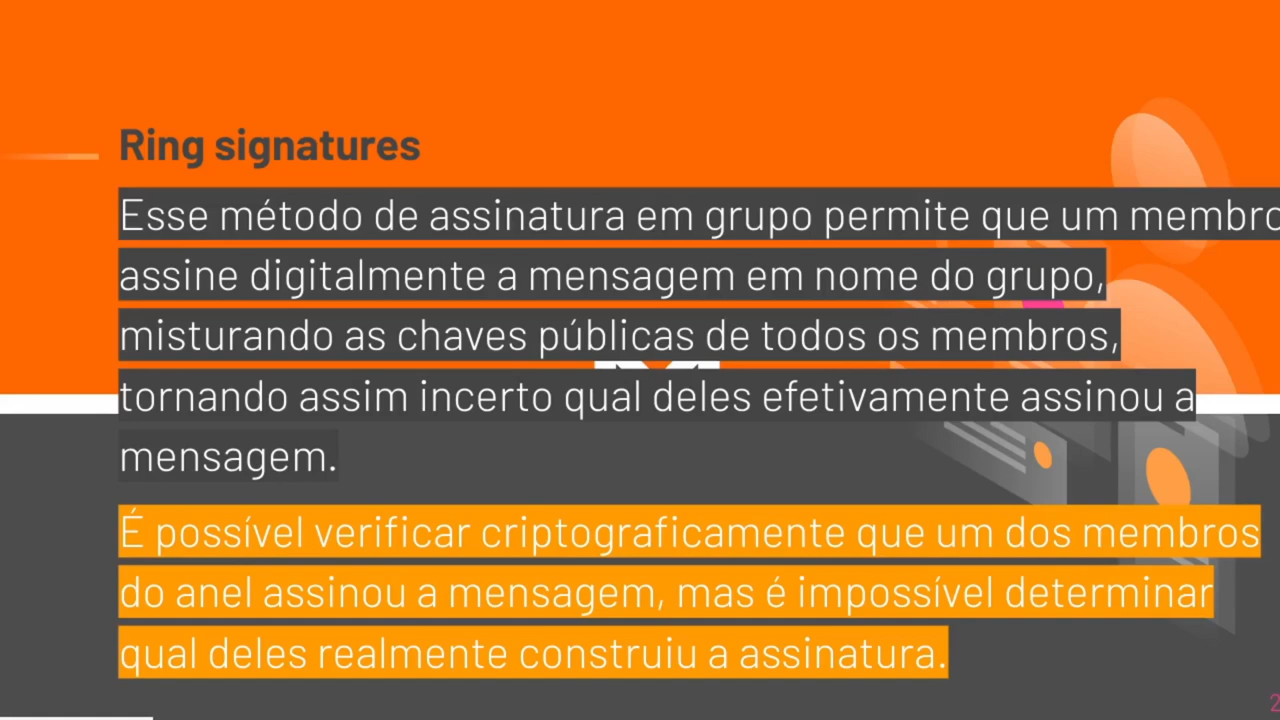 Ring signatures
Esse método de assinatura em grupo permite que um membro
assine digitalmente a mensagem em nome do grupo,
misturando as chaves públicas de todos os membros,
tornando assim incerto qual deles efetivamente assinou a
mensagem.
É possível verificar criptograficamente que um dos membros
do anel assinou a mensagem, mas é impossível determinar
qual deles realmente construiu a assinatura.